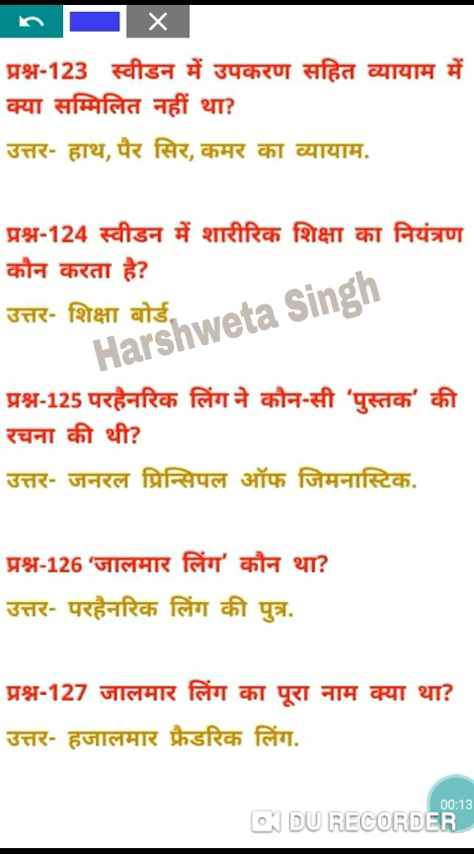 प्रश्न-123 स्वीडन में उपकरण सहित व्यायाम में
क्या सम्मिलित नहीं था?
उत्तर- हाथ, पैर सिर, कमर का व्यायाम.
प्रश्न-124 स्वीडन में शारीरिक शिक्षा का नियंत्रण
कौन करता है?
उत्तर- शिक्षा बोर्ड.
Harshweta Singh
प्रश्न-125 परहैनरिक लिंग ने कौन-सी ‘पुस्तक’ की
रचना की थी?
उत्तर- जनरल प्रिन्सिपल ऑफ जिमनास्टिक.
प्रश्न-126 ‘जालमार लिंग’ कौन था?
उत्तर- परहैनरिक लिंग की पुत्र.
प्रश्न-127 जालमार लिंग का पूरा नाम क्या था?
उत्तर- हजालमार फ्रैडरिक लिंग.
00:13
DU RECORDER